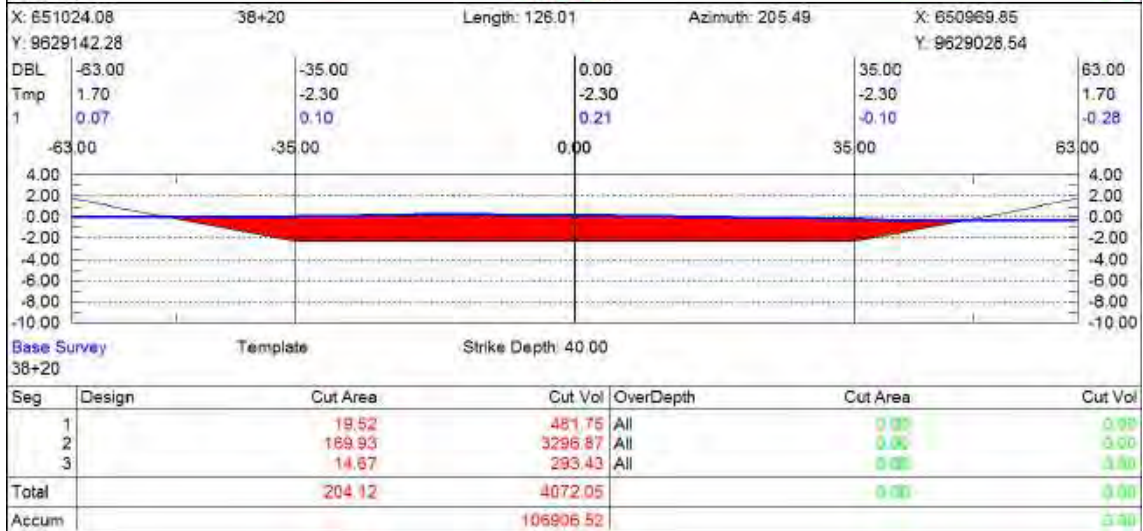 X: 651024.08 38+20 Length: 126.01 Azimuth: 205.49 X: 650969.85
Y: 9629142.28 Y: 9629028.54
DBL -63.00 -35.00 0.00 35.00 63.00
Tmp 1.70 -2.30 -2.30 -2.30 1.70
1 0.07 0.10 0.21 -0.10 -0.28
-63.00 -35.00 0.00 35.00 63.00
4.00 4.00
2.00 2.00
0.00 0.00
-2.00 -2.00
-4.00 -4.00
-6.00 -6.00
-8.00 -8.00
-10.00 -10.00
Base Survey Template Strike Depth: 40.00
38+20
Seg Design Cut Area Cut Vol OverDepth Cut Area Cut Vol
1 19.52 481.75 All 0.00 0.00
2 169.93 3296.87 All 0.00 0.00
3 14.67 293.43 All 0.00 0.00
Total 204.12 4072.05 0.00 0.00
Accum 106906.52 0.00